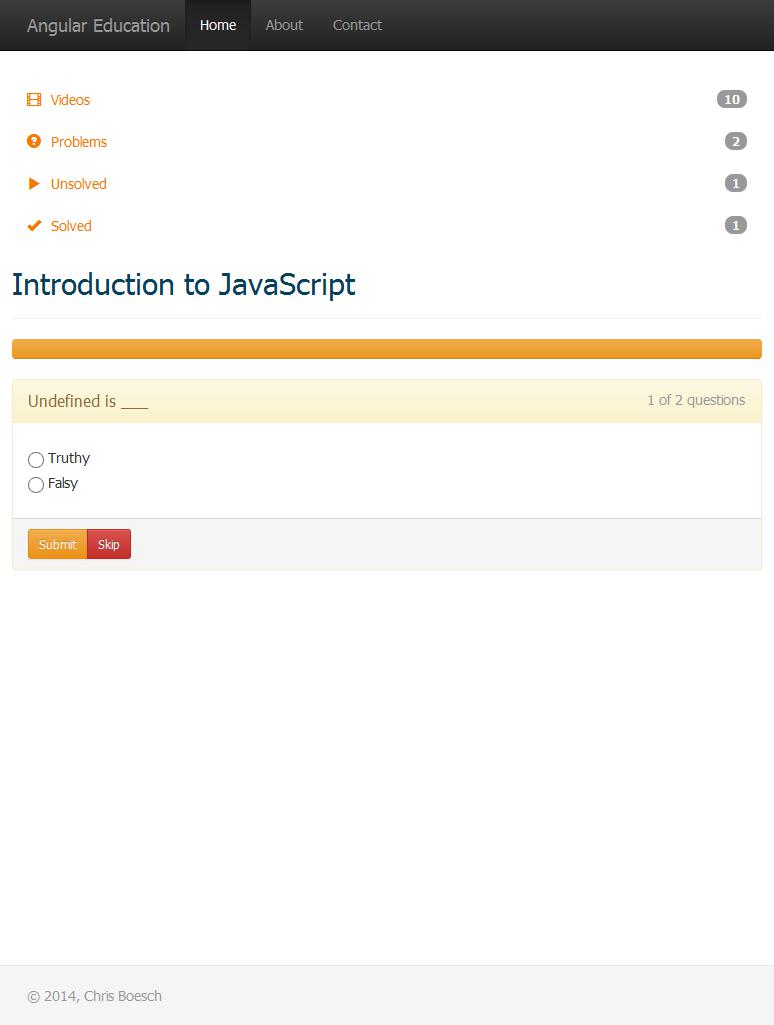 Angular Education Home About Contact
Videos 10
Problems 2
Unsolved 1
Solved 1
Introduction to JavaScript
Undefined is ___ 1 of 2 questions
Truthy
Falsy
Submit Skip
© 2014, Chris Boesch